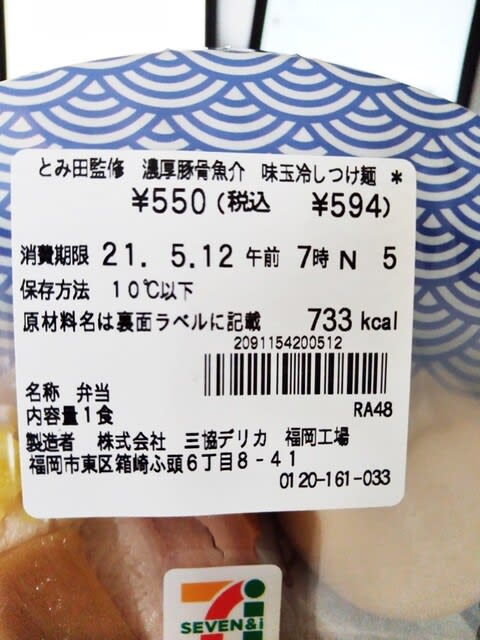 とみ田監修　濃厚豚骨魚介　味玉冷しつけ麺　*
¥550(税込　¥594)
消費期限 21. 5.12 午前 7時 N 5
保存方法　10℃以下
原材料名は裏面ラベルに記載　733 kcal
2091154200512
名称　弁当
内容量1食
RA48
製造者　株式会社　三協デリカ　福岡工場
福岡市東区箱崎ふ頭6丁目8-41
0120-161-033
7
SEVEN&i